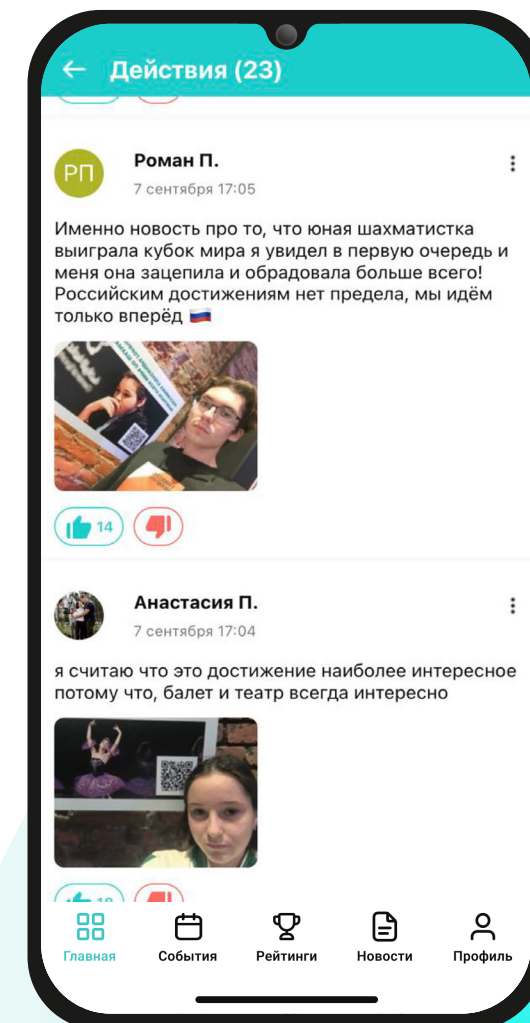 Действия (23)
РП
Роман П.
7 сентября 17:05
Именно новость про то, что юная шахматистка
выиграла кубок мира я увидел в первую очередь и
меня она зацепила и обрадовала больше всего!
Российским достижениям нет предела, мы идём
только вперёд 🇷🇺
14
Анастасия П.
7 сентября 17:04
я считаю что это достижение наиболее интересное
потому что, балет и театр всегда интересно
18
Главная
События
Рейтинги
Новости
Профиль